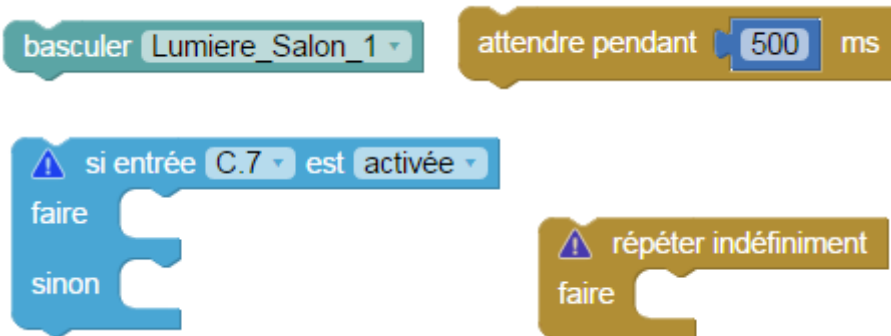 basculer Lumiere_Salon_1
attendre pendant 500 ms
si entrée C.7 est activée
faire
sinon
répéter indéfiniment
faire